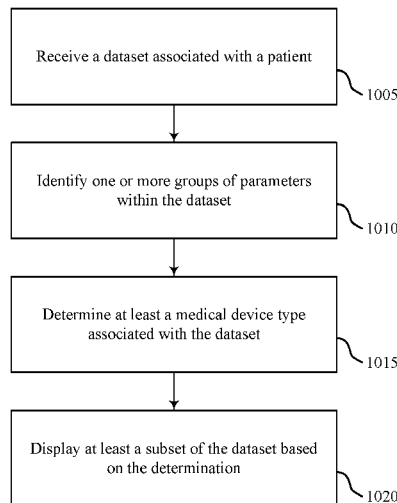 Receive a dataset associated with a patient
1005
Identify one or more groups of parameters
within the dataset
1010
Determine at least a medical device type
associated with the dataset
1015
Display at least a subset of the dataset based
on the determination
1020